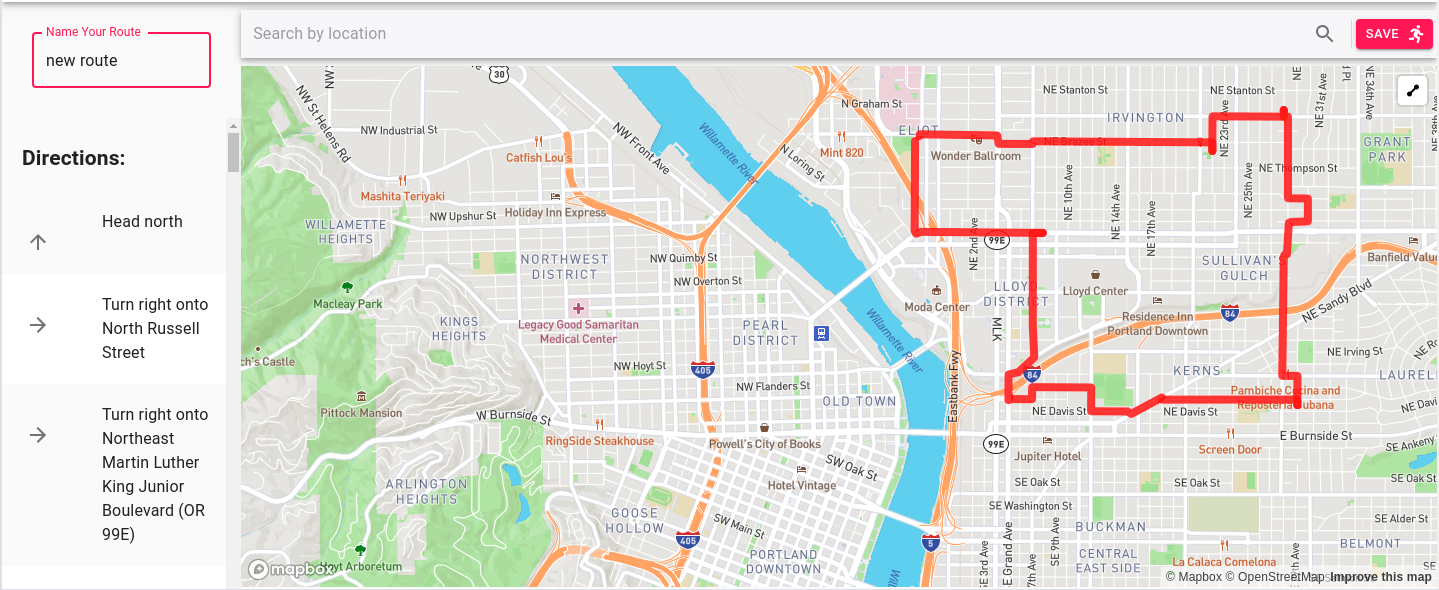 Name Your Route
new route
Directions:
Head north
Turn right onto
North Russell
Street
Turn right onto
Northeast
Martin Luther
King Junior
Boulevard (OR
99E)
Search by location
SAVE
30
NW St Helens Rd
NW Industrial St
NW Front Ave
Catfish Lou's
Mashita Teriyaki
Holiday Inn Express
NW Upshur St
WILLAMETTE
HEIGHTS
NORTHWEST
DISTRICT
NW Quimby St
NW Overton St
Macleay Park
Legacy Good Samaritan
Medical Center
KINGS
HEIGHTS
PEARL
DISTRICT
ch's Castle
NW Hoyt St
405
NW Flanders St
OLD TOWN
Pittock Mansion
W Burnside St
RingSide Steakhouse
Powell's City of Books
SW Oak St
Hotel Vintage
ARLINGTON
HEIGHTS
GOOSE
HOLLOW
SW Main St
405
PORTLAND
DOWNTOWN
Hoyt Arboretum
mapbox
Willamette River
Willamette River
N Graham St
Mint 820
N Loring St
ELIOT
Wonder Ballroom
NE Stanton St
NE Stanton St
IRVINGTON
NE Brazee St
NE 23rd Ave
NE 31st Ave
NE 34th Ave
GRANT
PARK
NE Thompson St
NE 2nd Ave
NE 10th Ave
NE 14th Ave
NE 17th Ave
NE 25th Ave
99E
SULLIVAN'S
GULCH
Banfield Valu
Moda Center
LLOYD
DISTRICT
Lloyd Center
Residence Inn
Portland Downtown
84
NE Sandy Blvd
MLK
Eastbank Fwy
84
NE Irving St
KERNS
LAUREL
Pambiche Cocina and
Reposteria Cubana
NE Davis St
NE Davis St
NE Davi
99E
Jupiter Hotel
E Burnside St
Screen Door
SE Ankeny
SE Oak St
SE Oak St
SE Oak St
SE Washington St
SE Alder St
BUCKMAN
BELMONT
5
SE 3rd Ave
E Grand Ave
SE 9th Ave
7th Ave
CENTRAL
EAST SIDE
La Calaca Comelona
© Mapbox © OpenStreetMap Improve this map